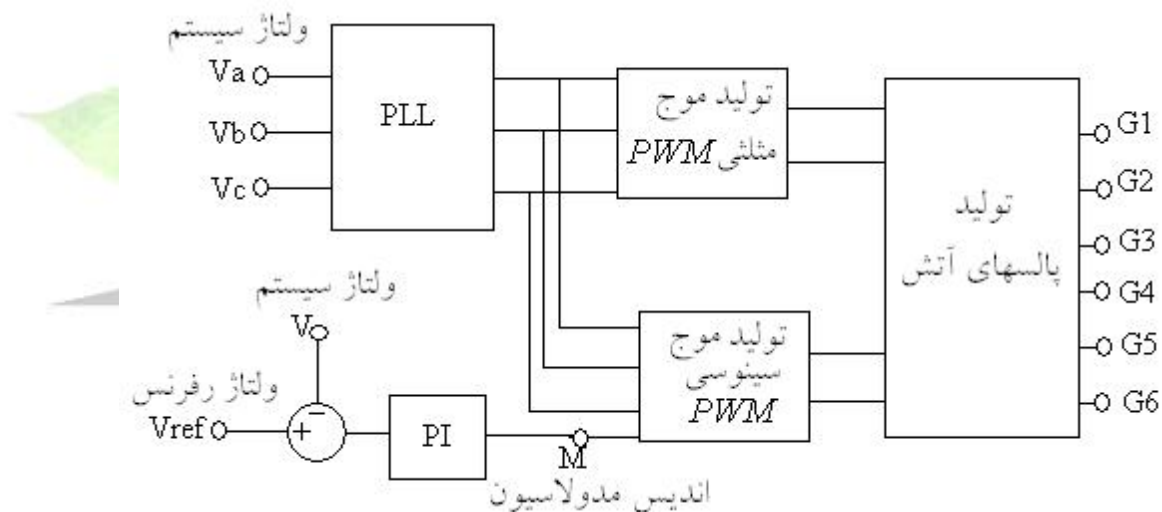 ولتاژ سیستم
Va
Vb
Vc
PLL
تولید موج
مثلثی PWM
تولید
پالسهای آتش
G1
G2
G3
G4
G5
G6
ولتاژ سیستم
V
ولتاژ رفرنس
Vref
+
−
PI
M
اندیس مدولاسیون
تولید موج
سینوسی
PWM